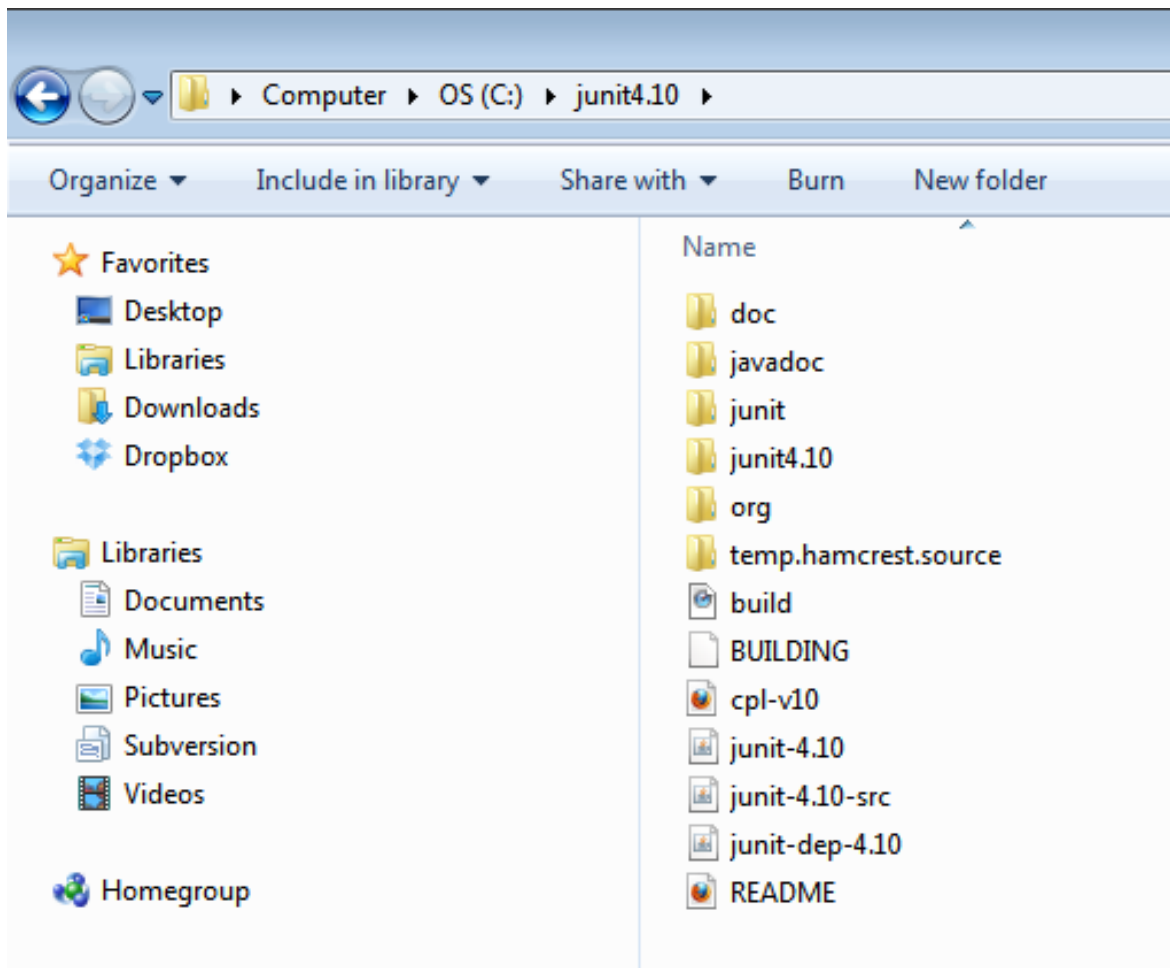 Computer OS (C:) junit4.10
Organize Include in library Share with Burn New folder
Favorites
Desktop
Libraries
Downloads
Dropbox
Libraries
Documents
Music
Pictures
Subversion
Videos
Homegroup
Name
doc
javadoc
junit
junit4.10
org
temp.hamcrest.source
build
BUILDING
cpl-v10
junit-4.10
junit-4.10-src
junit-dep-4.10
README